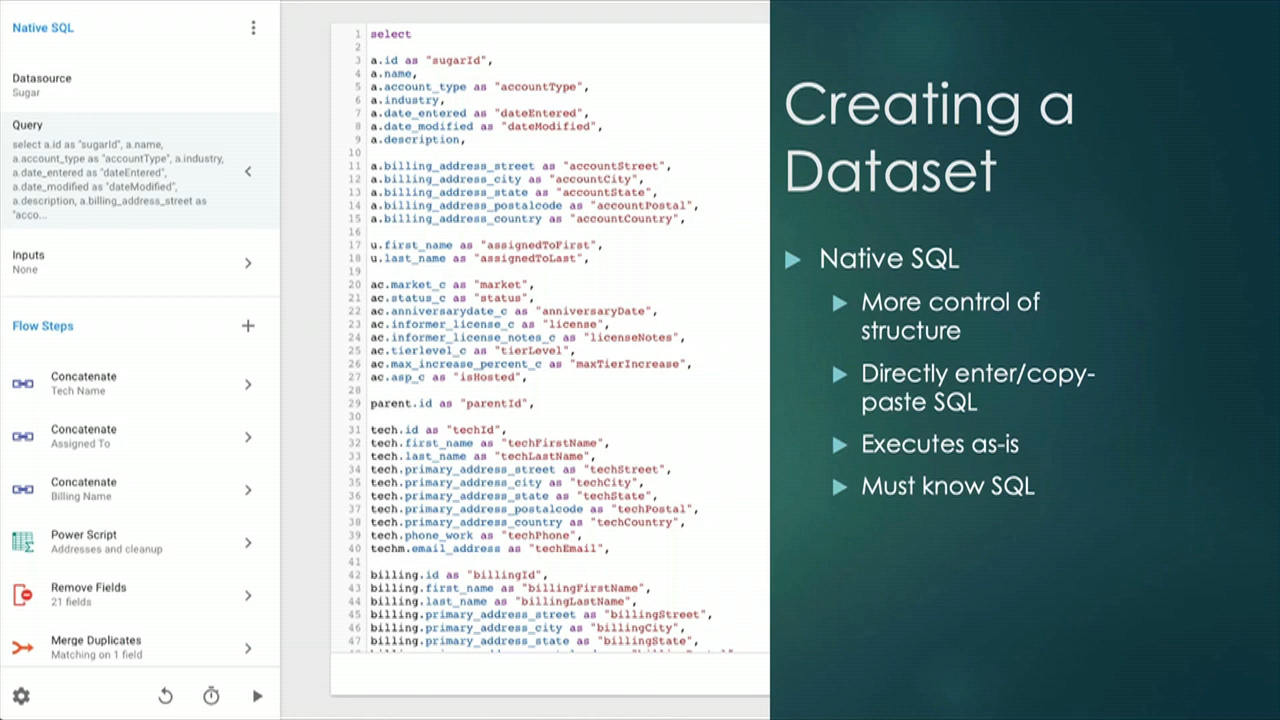 Native SQL
Datasource
Sugar
Query
select a.id as "sugarId", a.name,
a.account_type as "accountType", a.industry,
a.date_entered as "dateEntered",
a.date_modified as "dateModified",
a.description, a.billing_address_street as
"acco...
Inputs
None
Flow Steps
Concatenate
Tech Name
Concatenate
Assigned To
Concatenate
Billing Name
Power Script
Addresses and cleanup
Remove Fields
21 fields
Merge Duplicates
Matching on 1 field
1 select
2
3 a.id as "sugarId",
4 a.name,
5 a.account_type as "accountType",
6 a.industry,
7 a.date_entered as "dateEntered",
8 a.date_modified as "dateModified",
9 a.description,
10
11 a.billing_address_street as "accountStreet",
12 a.billing_address_city as "accountCity",
13 a.billing_address_state as "accountState",
14 a.billing_address_postalcode as "accountPostal",
15 a.billing_address_country as "accountCountry",
16
17 u.first_name as "assignedToFirst",
18 u.last_name as "assignedToLast",
19
20 ac.market_c as "market",
21 ac.status_c as "status",
22 ac.anniversarydate_c as "anniversaryDate",
23 ac.informer_license_c as "license",
24 ac.informer_license_notes_c as "licenseNotes",
25 ac.tierlevel_c as "tierLevel",
26 ac.max_increase_percent_c as "maxTierIncrease",
27 ac.asp_c as "isHosted",
28
29 parent.id as "parentId",
30
31 tech.id as "techId",
32 tech.first_name as "techFirstName",
33 tech.last_name as "techLastName",
34 tech.primary_address_street as "techStreet",
35 tech.primary_address_city as "techCity",
36 tech.primary_address_state as "techState",
37 tech.primary_address_postalcode as "techPostal",
38 tech.primary_address_country as "techCountry",
39 tech.phone_work as "techPhone",
40 techm.email_address as "techEmail",
41
42 billing.id as "billingId",
43 billing.first_name as "billingFirstName",
44 billing.last_name as "billingLastName",
45 billing.primary_address_street as "billingStreet",
46 billing.primary_address_city as "billingCity",
47 billing.primary_address_state as "billingState",
Creating a
Dataset
Native SQL
More control of
structure
Directly enter/copy-
paste SQL
Executes as-is
Must know SQL